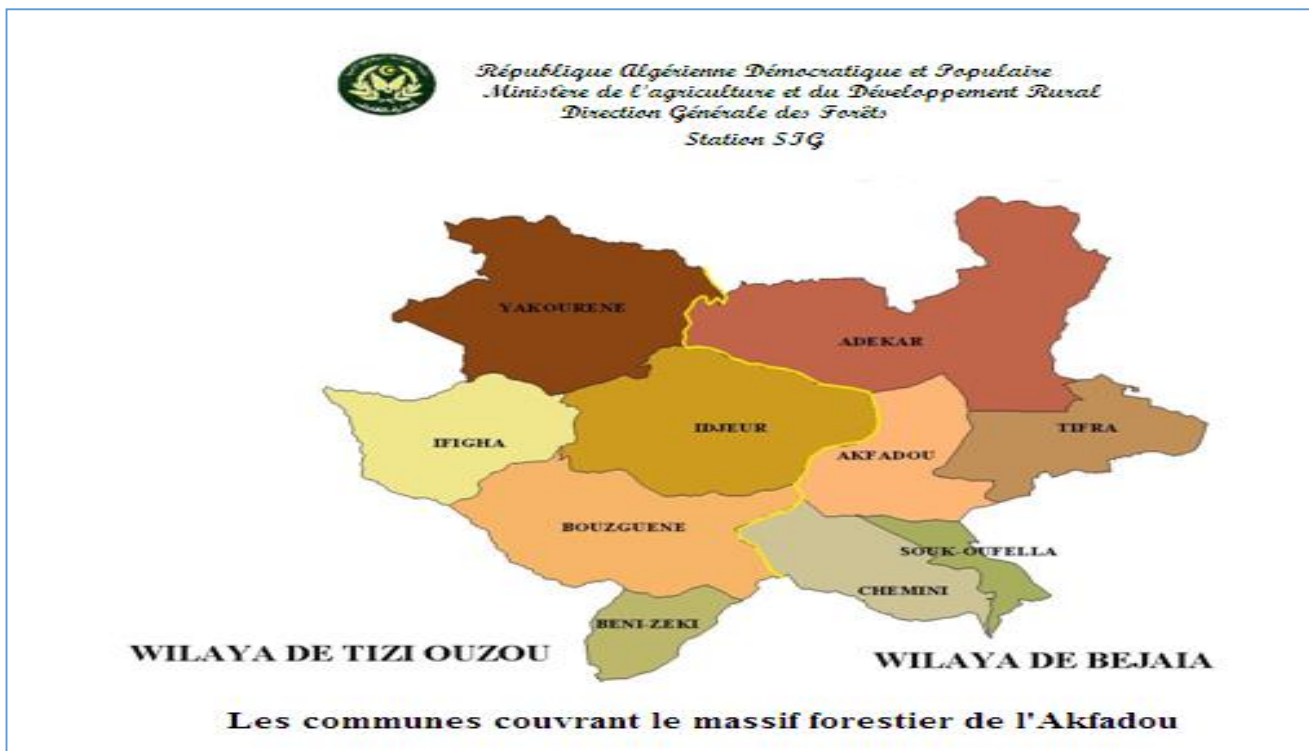 République Algérienne Démocratique et Populaire
Ministère de l'agriculture et du Développement Rural
Direction Générale des Forêts
Station SIG
YAKOURENE
ADEKAR
IFIGHA
IDJEUR
TIFRA
AKFADOU
BOUZGUENE
SOUK-OUFELLA
CHEMINI
BENI-ZEKI
WILAYA DE TIZI OUZOU
WILAYA DE BEJAIA
Les communes couvrant le massif forestier de l'Akfadou